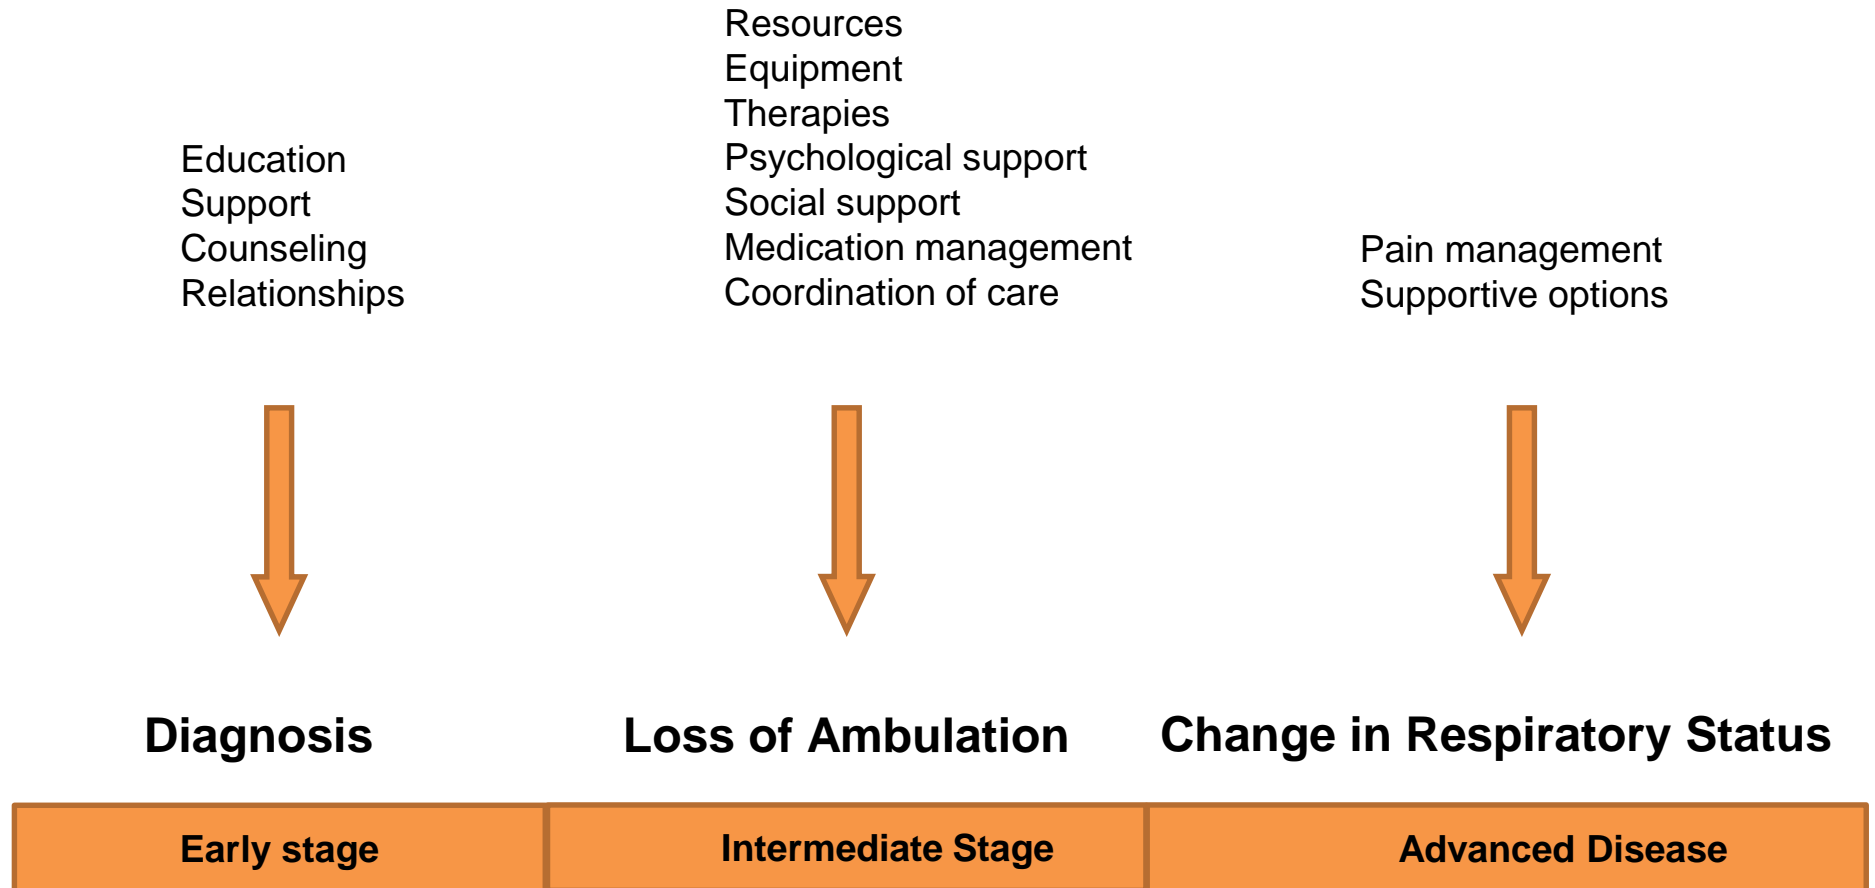 Education
Support
Counseling
Relationships
Resources
Equipment
Therapies
Psychological support
Social support
Medication management
Coordination of care
Pain management
Supportive options
Diagnosis
Loss of Ambulation
Change in Respiratory Status
Early stage
Intermediate Stage
Advanced Disease